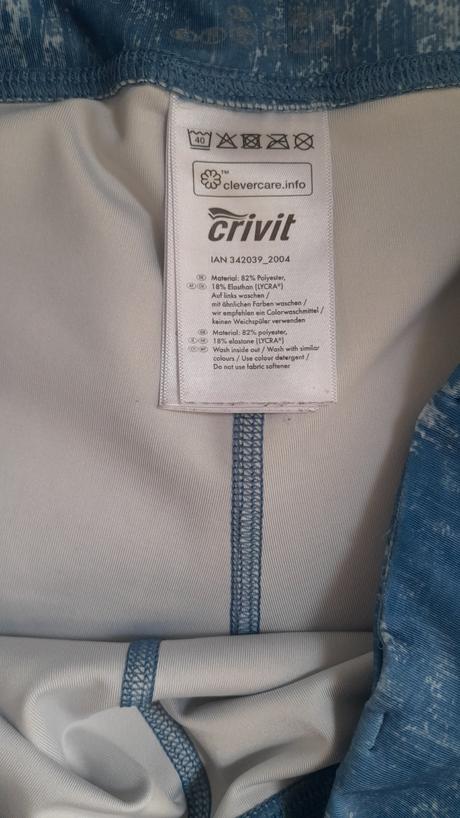 40
clevercare.info
crivit
IAN 342039_2004
Material: 82% Polyester,
18% Elasthan (LYCRA®)
Auf links waschen /
mit ähnlichen Farben waschen /
wir empfehlen ein Colorwaschmittel /
keinen Weichspüler verwenden
Material: 82% polyester,
18% elastane (LYCRA®)
Wash inside out / Wash with similar
colours / Use colour detergent /
Do not use fabric softener